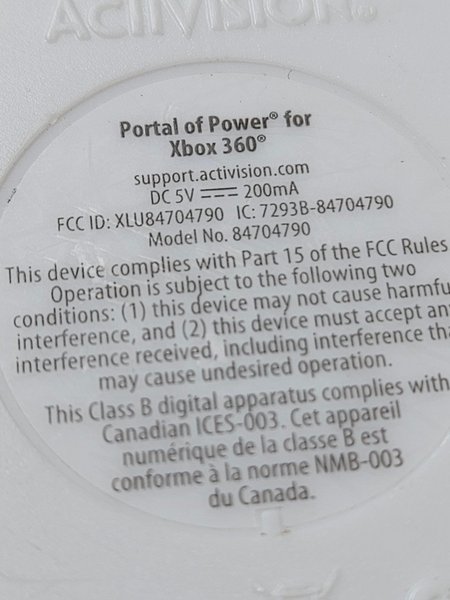 ACTIVISION®
Portal of Power® for
Xbox 360®
support.activision.com
DC 5V 200mA
FCC ID: XLU84704790 IC: 7293B-84704790
Model No. 84704790
This device complies with Part 15 of the FCC Rules
Operation is subject to the following two
conditions: (1) this device may not cause harmfu
interference, and (2) this device must accept an
interference received, including interference tha
may cause undesired operation.
This Class B digital apparatus complies with
Canadian ICES-003. Cet appareil
numérique de la classe B est
conforme à la norme NMB-003
du Canada.